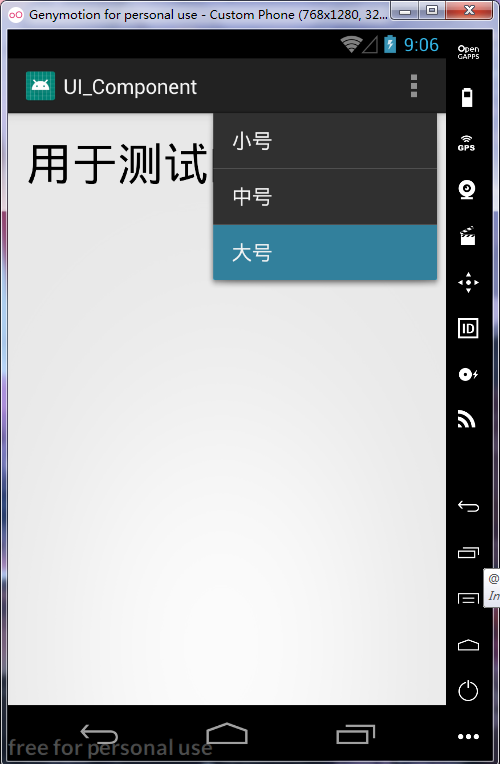 Genymotion for personal use - Custom Phone (768x1280, 32...
Open
GAPPS
9:06
UI_Component
GPS
小号
用于测试
中号
大号
ID
@
In
free for personal use